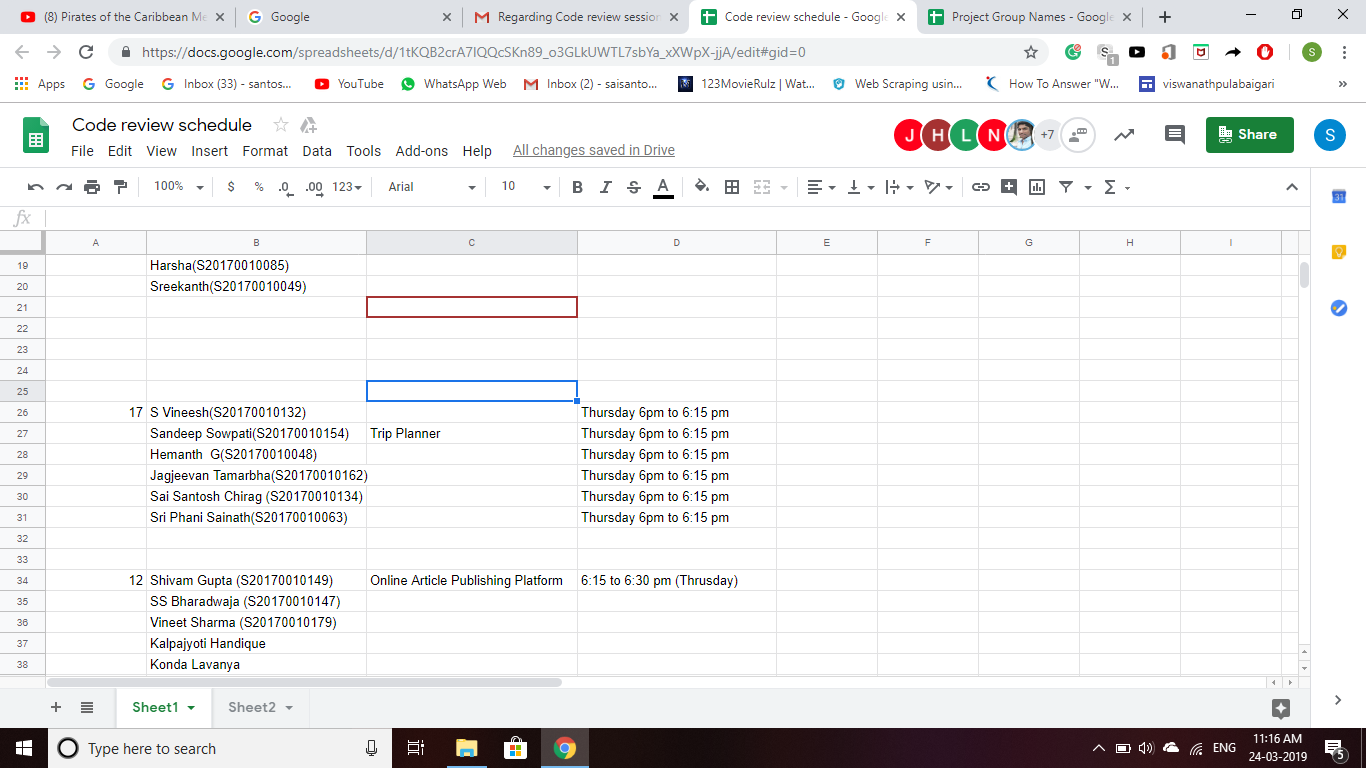 (8) Pirates of the Caribbean Me
Google
Regarding Code review session
Code review schedule - Google
Project Group Names - Google
https://docs.google.com/spreadsheets/d/1tKQB2crA7IQQcSKn89_o3GLkUWTL7sbYa_xXWpX-jjA/edit#gid=0
1
S
Apps
Google
Inbox (33) - santos...
YouTube
WhatsApp Web
Inbox (2) - saisanto...
123MovieRulz | Wat...
Web Scraping usin...
How To Answer "W...
viswanathpulabaigari
»
Code review schedule
J H L N +7
Share
S
File Edit View Insert Format Data Tools Add-ons Help All changes saved in Drive
100% $ % .0 .00 123 Arial 10 B I S A Σ
31
fx
A B C D E F G H I
19 Harsha(S20170010085)
20 Sreekanth(S20170010049)
21
22
23
24
25
26 17 S Vineesh(S20170010132) Thursday 6pm to 6:15 pm
27 Sandeep Sowpati(S20170010154) Trip Planner Thursday 6pm to 6:15 pm
28 Hemanth  G(S20170010048) Thursday 6pm to 6:15 pm
29 Jagjeevan Tamarbha(S20170010162) Thursday 6pm to 6:15 pm
30 Sai Santosh Chirag (S20170010134) Thursday 6pm to 6:15 pm
31 Sri Phani Sainath(S20170010063) Thursday 6pm to 6:15 pm
32
33
34 12 Shivam Gupta (S20170010149) Online Article Publishing Platform 6:15 to 6:30 pm (Thrusday)
35 SS Bharadwaja (S20170010147)
36 Vineet Sharma (S20170010179)
37 Kalpajyoti Handique
38 Konda Lavanya
Sheet1 Sheet2
Type here to search
ENG
11:16 AM
24-03-2019
5